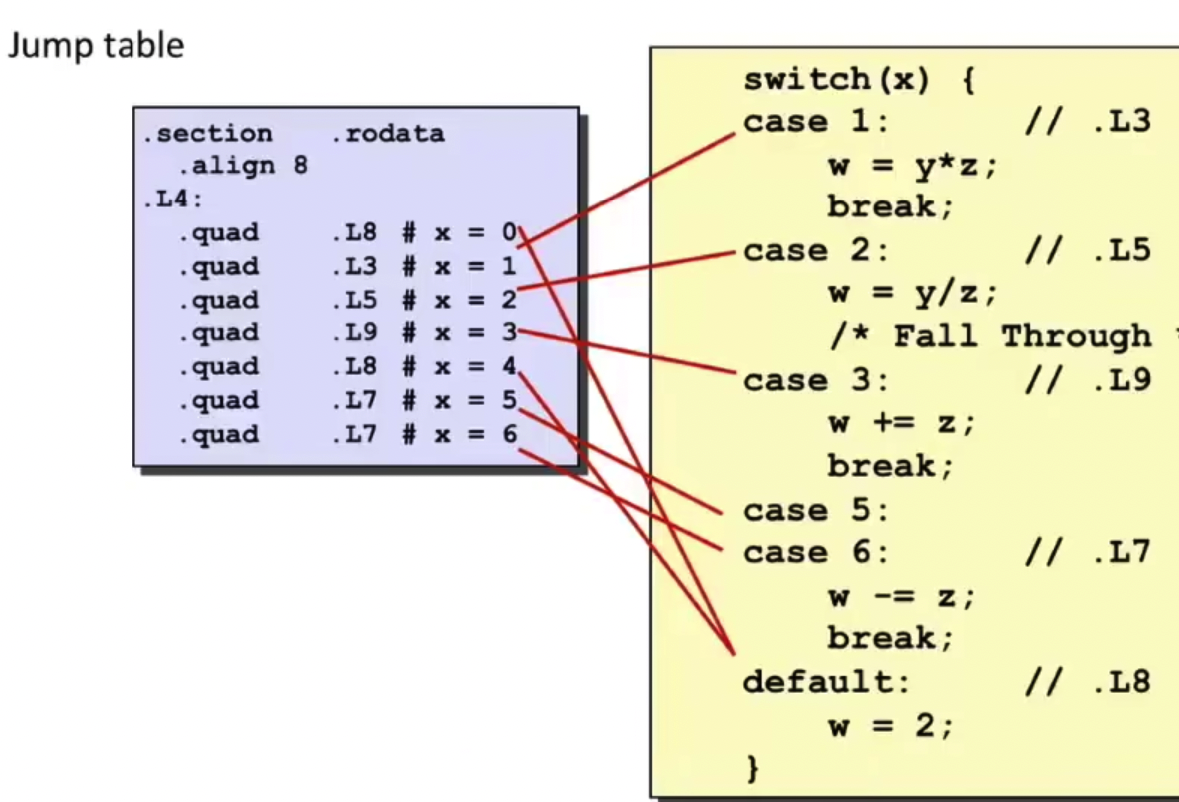 Jump table
.section .rodata
.align 8
.L4:
.quad .L8 # x = 0
.quad .L3 # x = 1
.quad .L5 # x = 2
.quad .L9 # x = 3
.quad .L8 # x = 4
.quad .L7 # x = 5
.quad .L7 # x = 6
switch(x) {
case 1: // .L3
w = y*z;
break;
case 2: // .L5
w = y/z;
/* Fall Through
case 3: // .L9
w += z;
break;
case 5:
case 6: // .L7
w -= z;
break;
default: // .L8
w = 2;
}